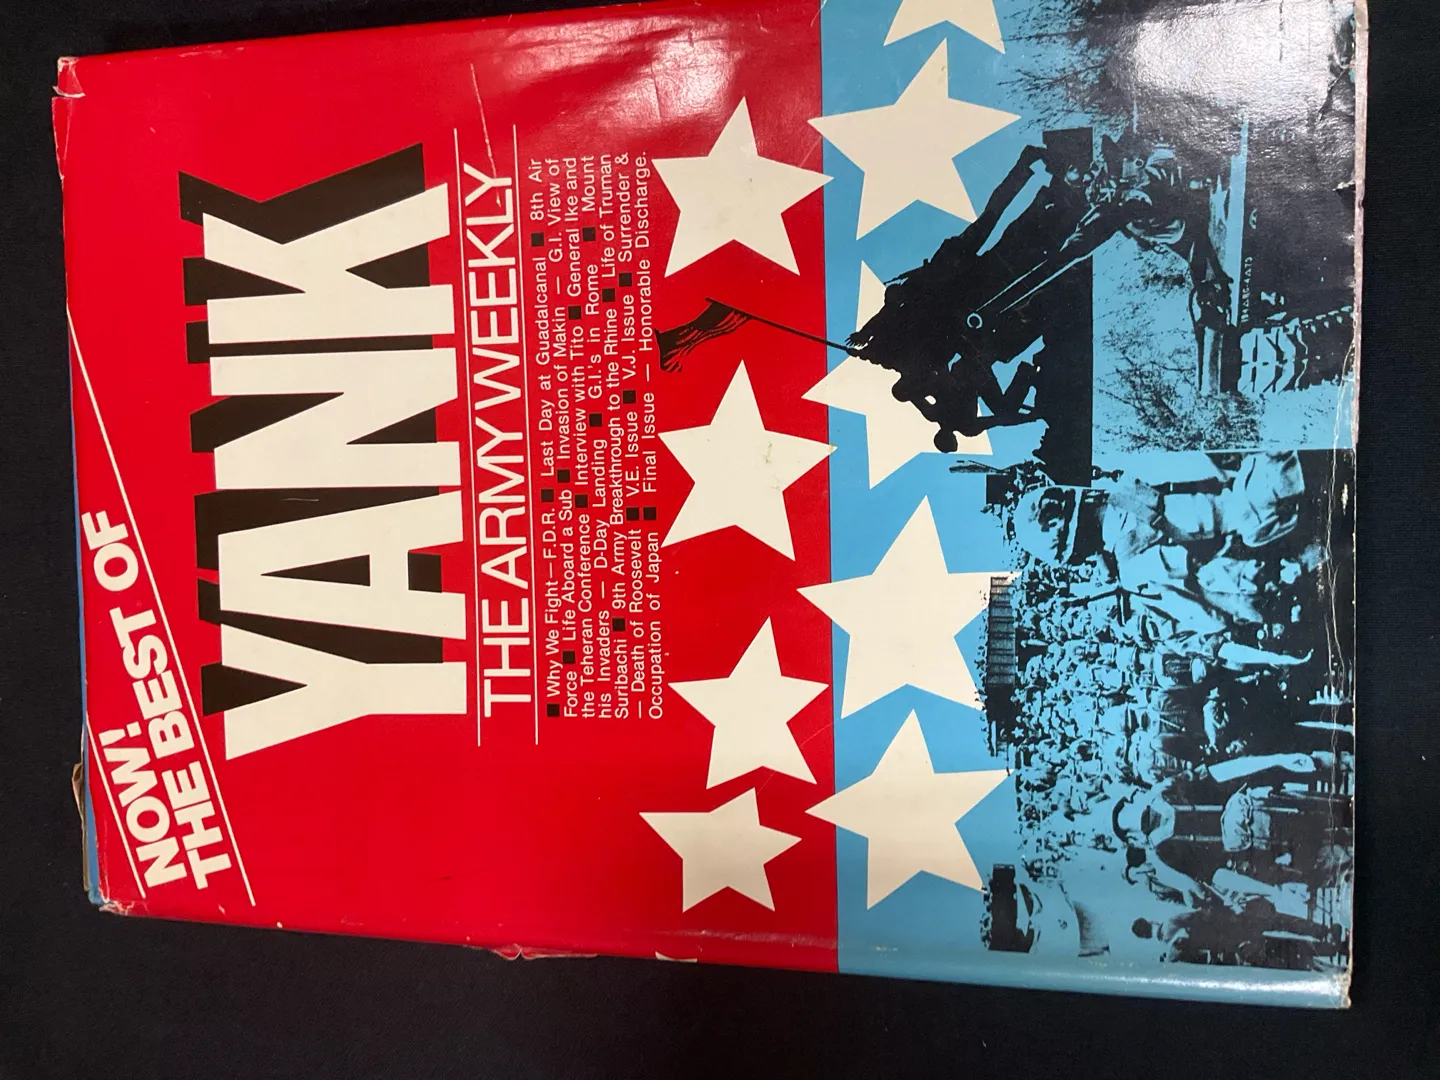 NOW!
THE BEST OF
YANK
THE ARMY WEEKLY
■ Why We Fight — F.D.R. ■ Last Day at Guadalcanal ■ 8th Air
Force ■ Life Aboard a Sub ■ Invasion of Makin — G.I. View of
the Teheran Conference ■ Interview with Tito ■ General Ike and
his Invaders — D-Day Landing ■ G.I.'s in Rome ■ Mount
Suribachi ■ 9th Army Breakthrough to the Rhine ■ Life of Truman
— Death of Roosevelt ■ V.E. Issue ■ V.J. Issue ■ Surrender &
Occupation of Japan ■ Final Issue — Honorable Discharge.